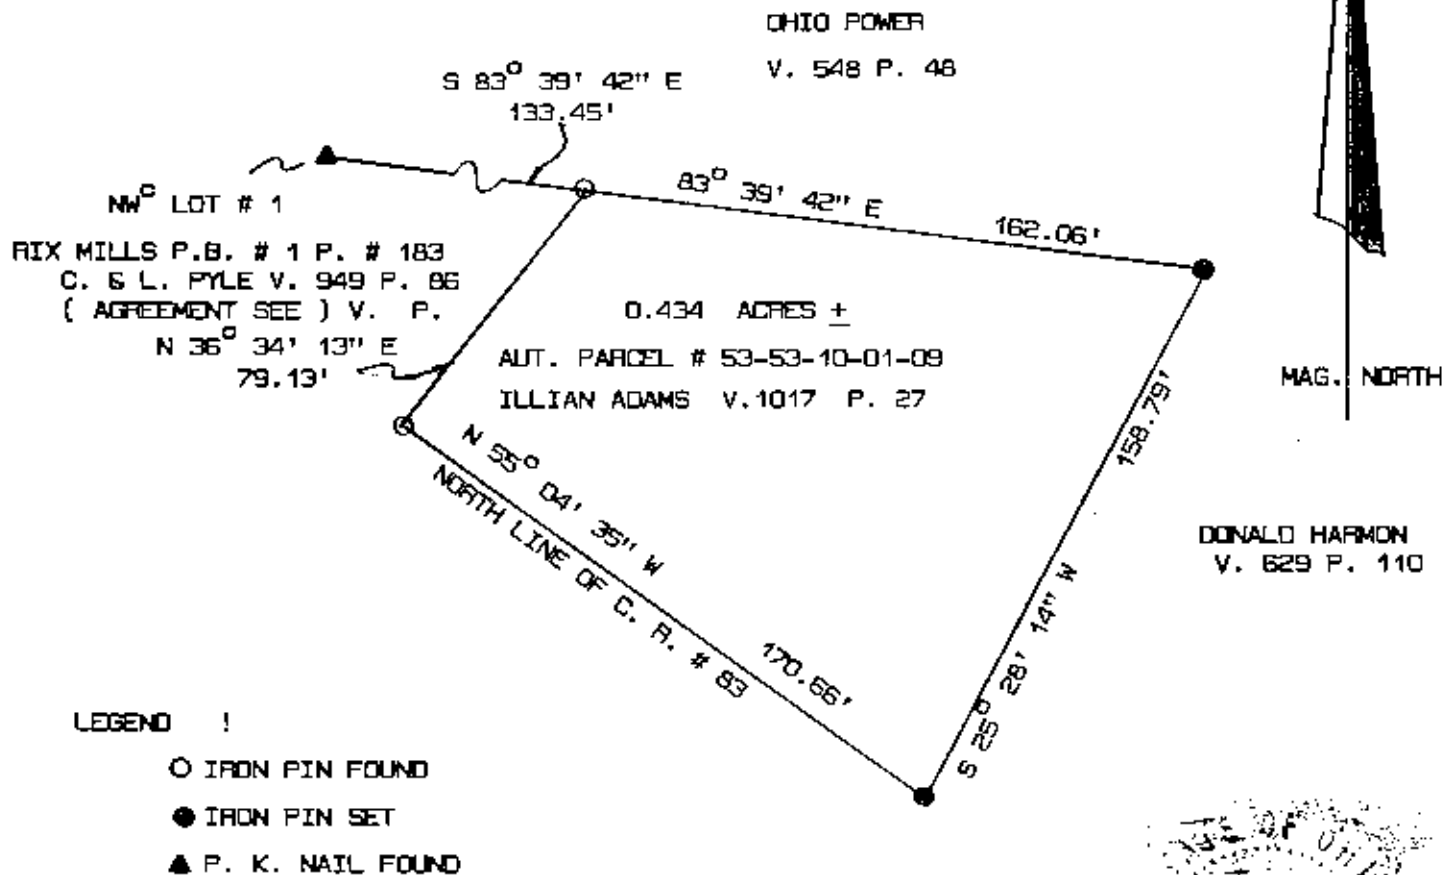 OHIO POWER
V. 548 P. 46
S 83° 39' 42" E
133.45'
83° 39' 42" E
162.06'
NW° LOT # 1
RIX MILLS P.B. # 1 P. # 183
C. & L. PYLE V. 949 P. 86
( AGREEMENT SEE ) V. P.
N 36° 34' 13" E
79.13'
0.434 ACRES ±
AUT. PARCEL # 53-53-10-01-09
ILLIAN ADAMS V.1017 P. 27
MAG. NORTH
158.79'
S 25° 28' 14" W
N 55° 04' 35" W
NORTH LINE OF C. R. # 83
170.66'
DONALD HARMON
V. 629 P. 110
LEGEND !
IRON PIN FOUND
IRON PIN SET
P. K. NAIL FOUND
OF